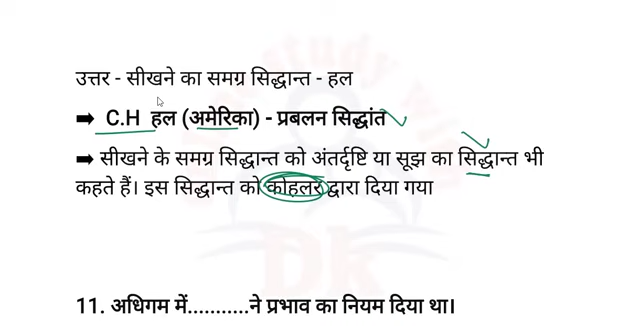 उत्तर - सीखने का समग्र सिद्धान्त - हल
➡ C.H हल (अमेरिका) - प्रबलन सिद्धांत
➡ सीखने के समग्र सिद्धान्त को अंतर्दृष्टि या सूझ का सिद्धान्त भी
कहते हैं। इस सिद्धान्त को कोहलर द्वारा दिया गया
11. अधिगम में...........ने प्रभाव का नियम दिया था।